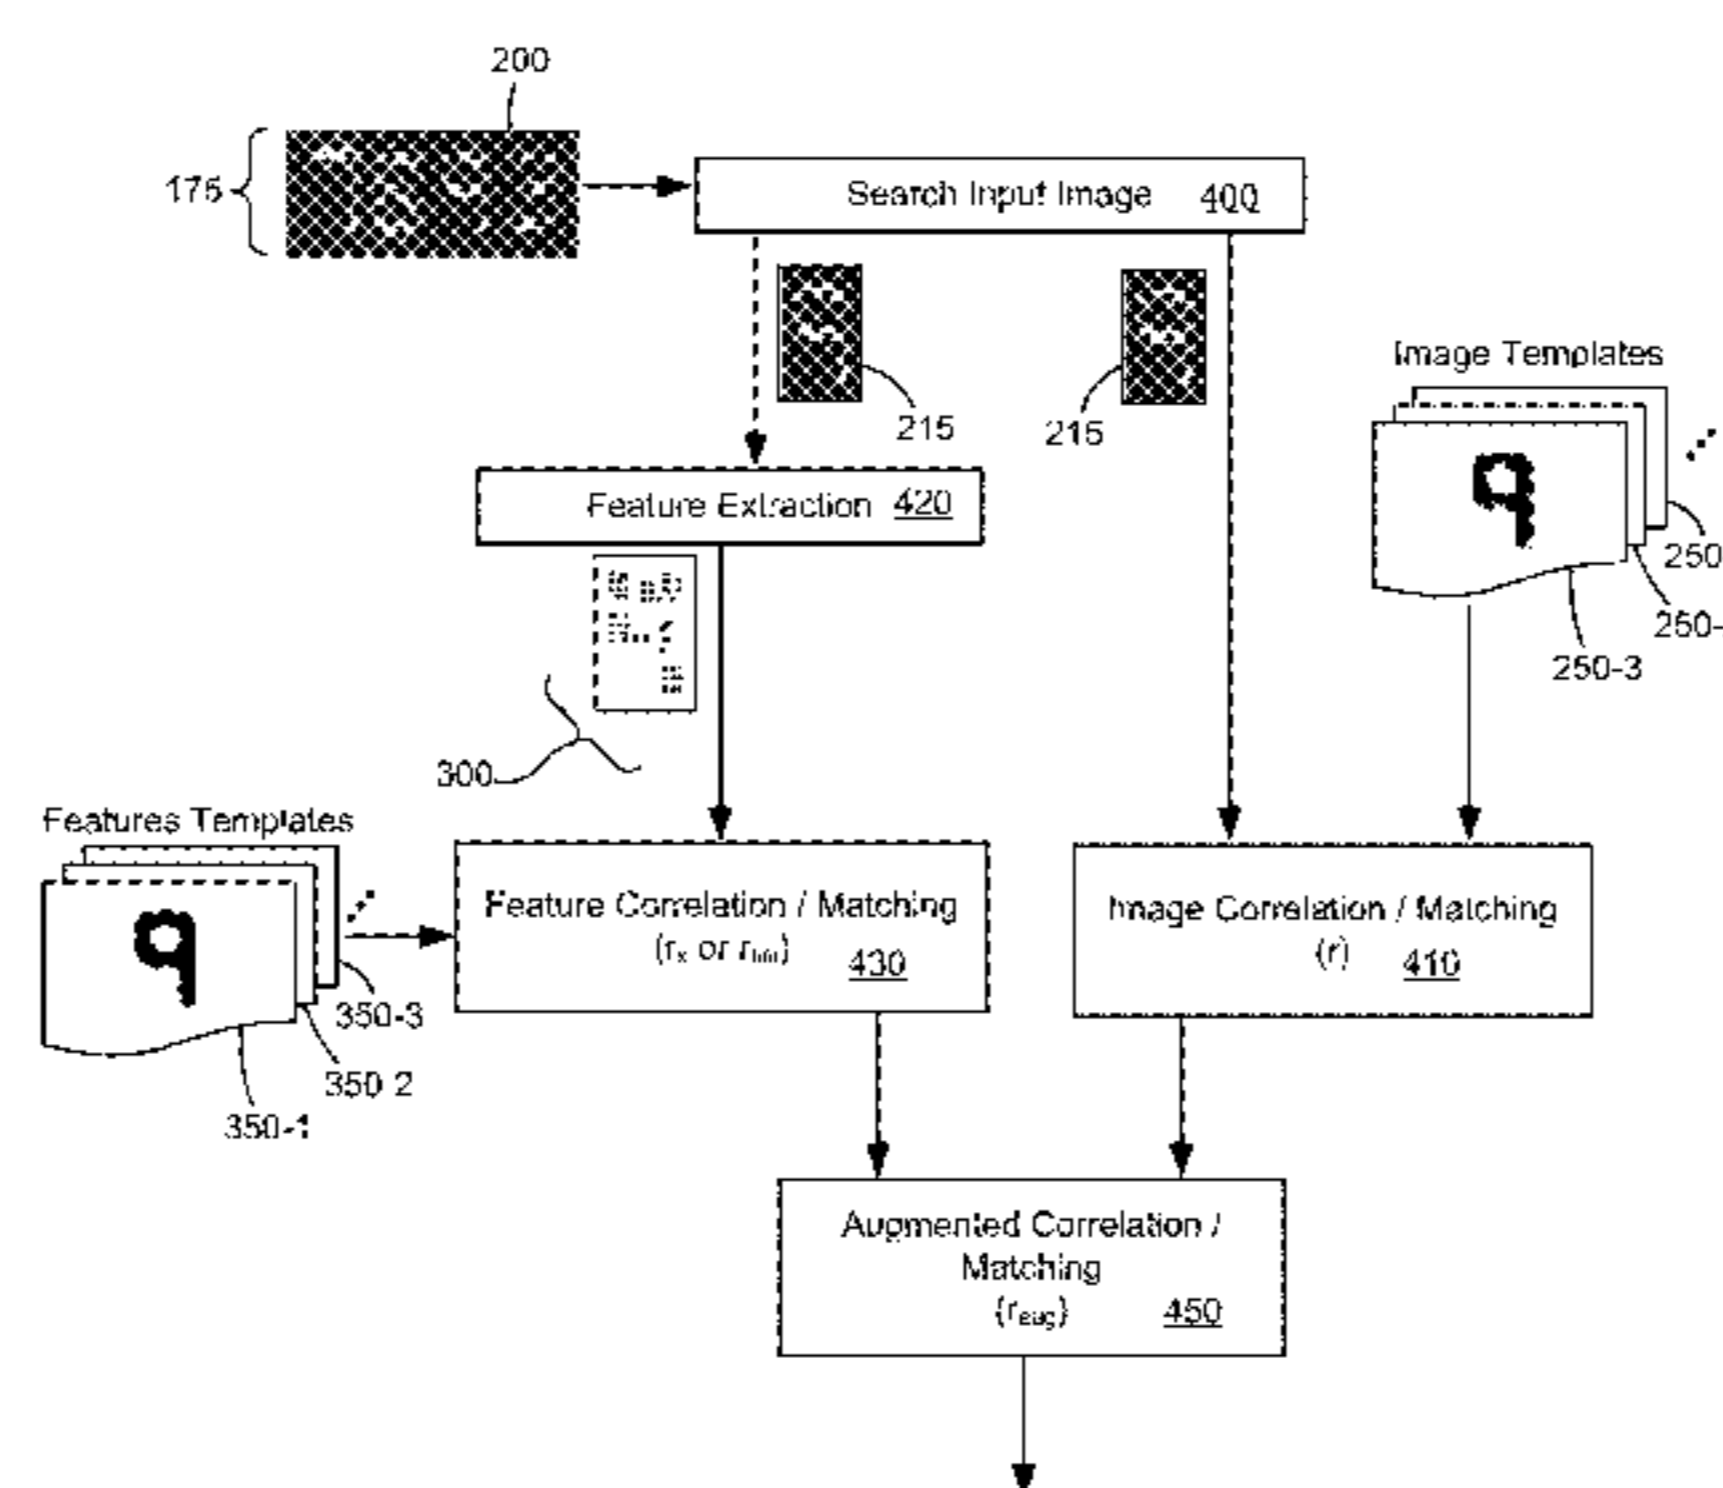 200
175
Search Input Image 400
Image Templates
215
215
Feature Extraction 420
250
250-
250-3
300
Features Templates
Feature Correlation / Matching
(rx or
430
Image Correlation / Matching
(r) 410
350-3
350-2
350-1
Augmented Correlation /
Matching
(raug) 450